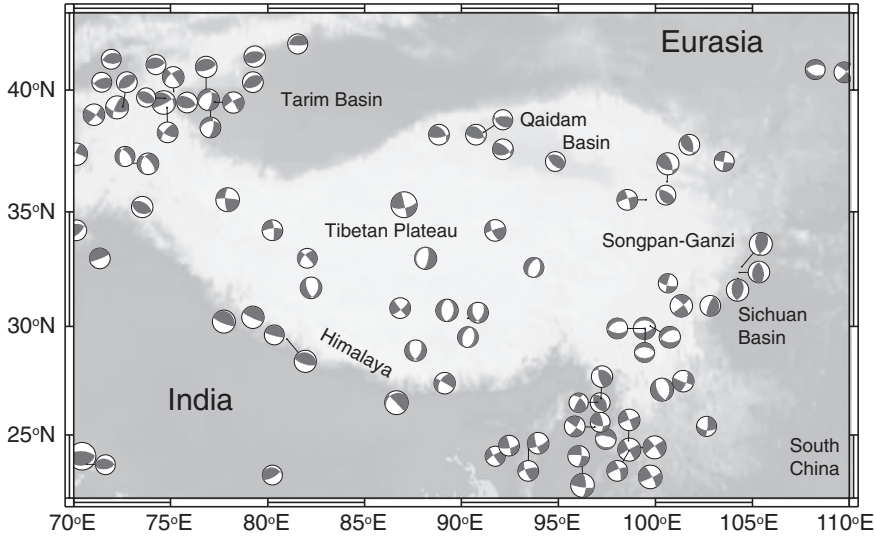 Eurasia
40°N
Tarim Basin
Qaidam
Basin
35°N
Tibetan Plateau
Songpan-Ganzi
30°N
Himalaya
Sichuan
Basin
India
25°N
South
China
70°E 75°E 80°E 85°E 90°E 95°E 100°E 105°E 110°E